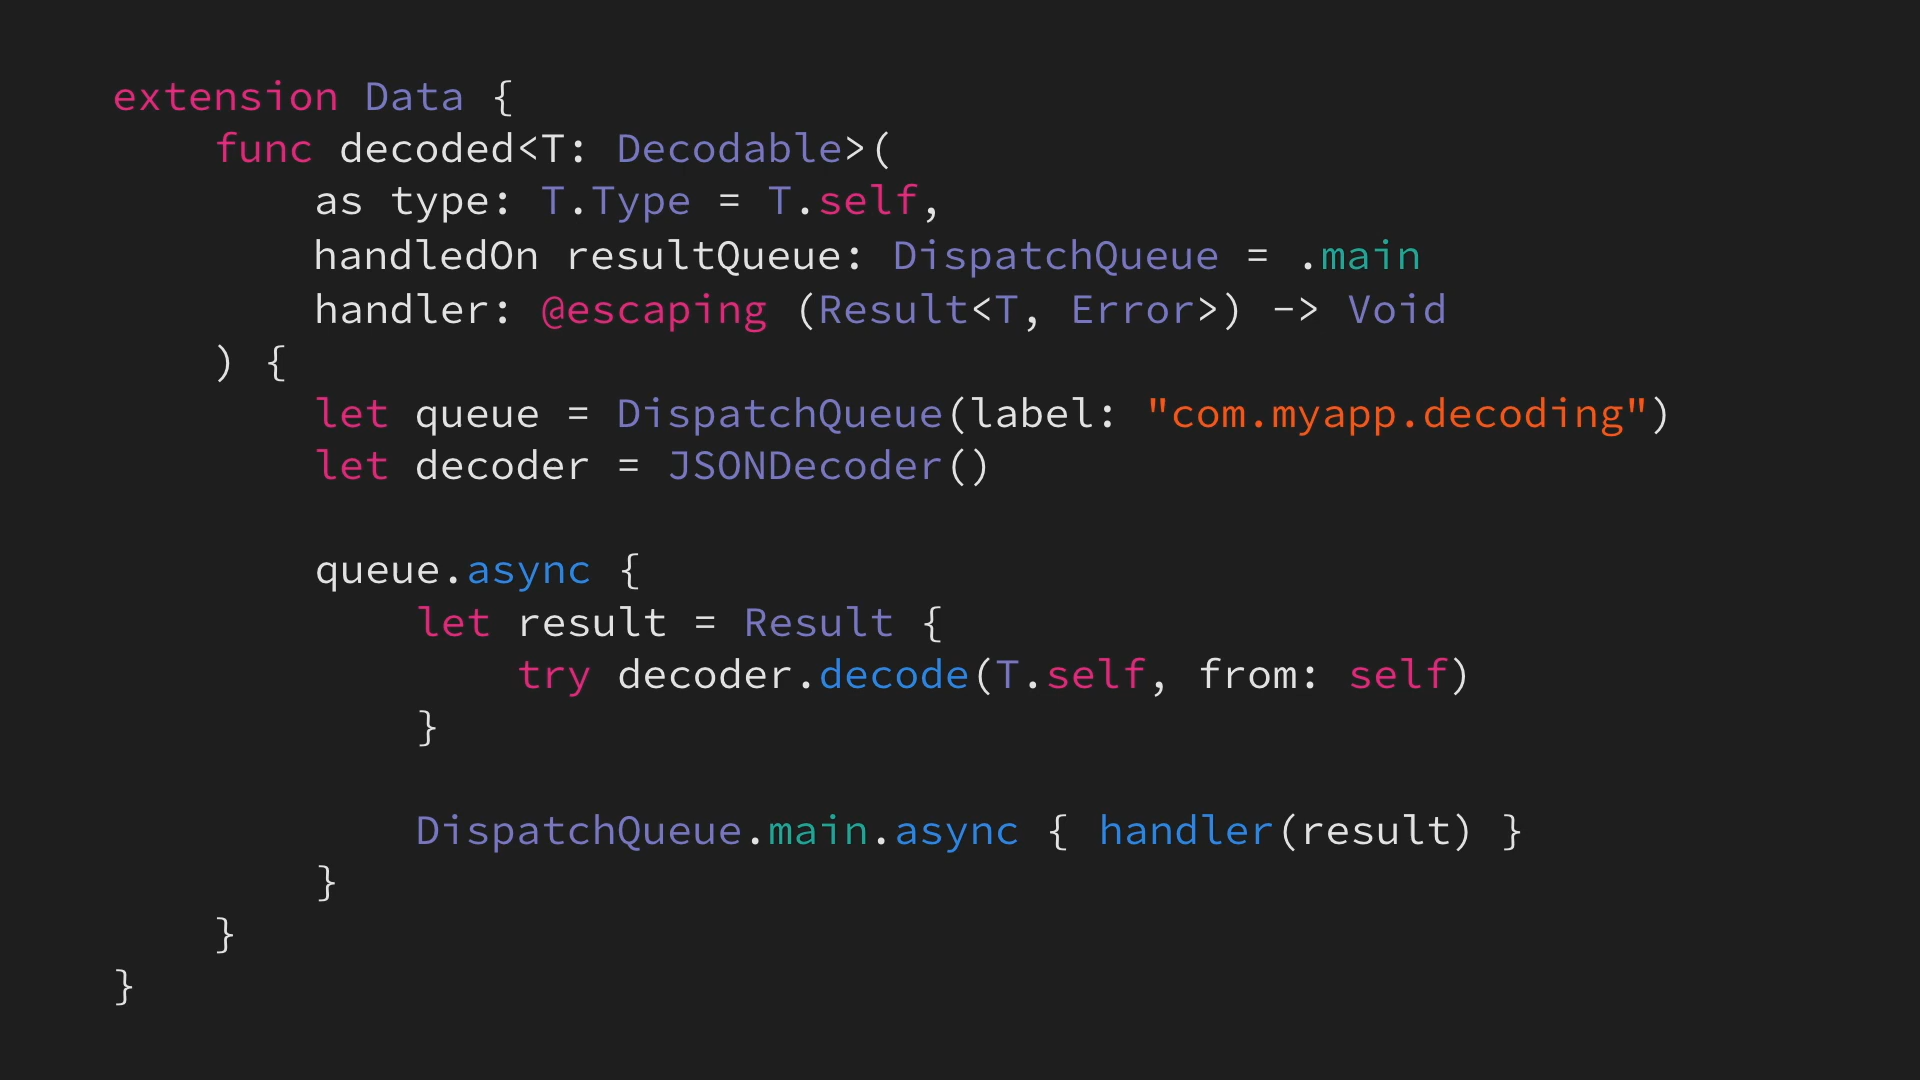 extension Data {
    func decoded<T: Decodable>(
        as type: T.Type = T.self,
        handledOn resultQueue: DispatchQueue = .main
        handler: @escaping (Result<T, Error>) -> Void
    ) {
        let queue = DispatchQueue(label: "com.myapp.decoding")
        let decoder = JSONDecoder()

        queue.async {
            let result = Result {
                try decoder.decode(T.self, from: self)
            }

            DispatchQueue.main.async { handler(result) }
        }
    }
}